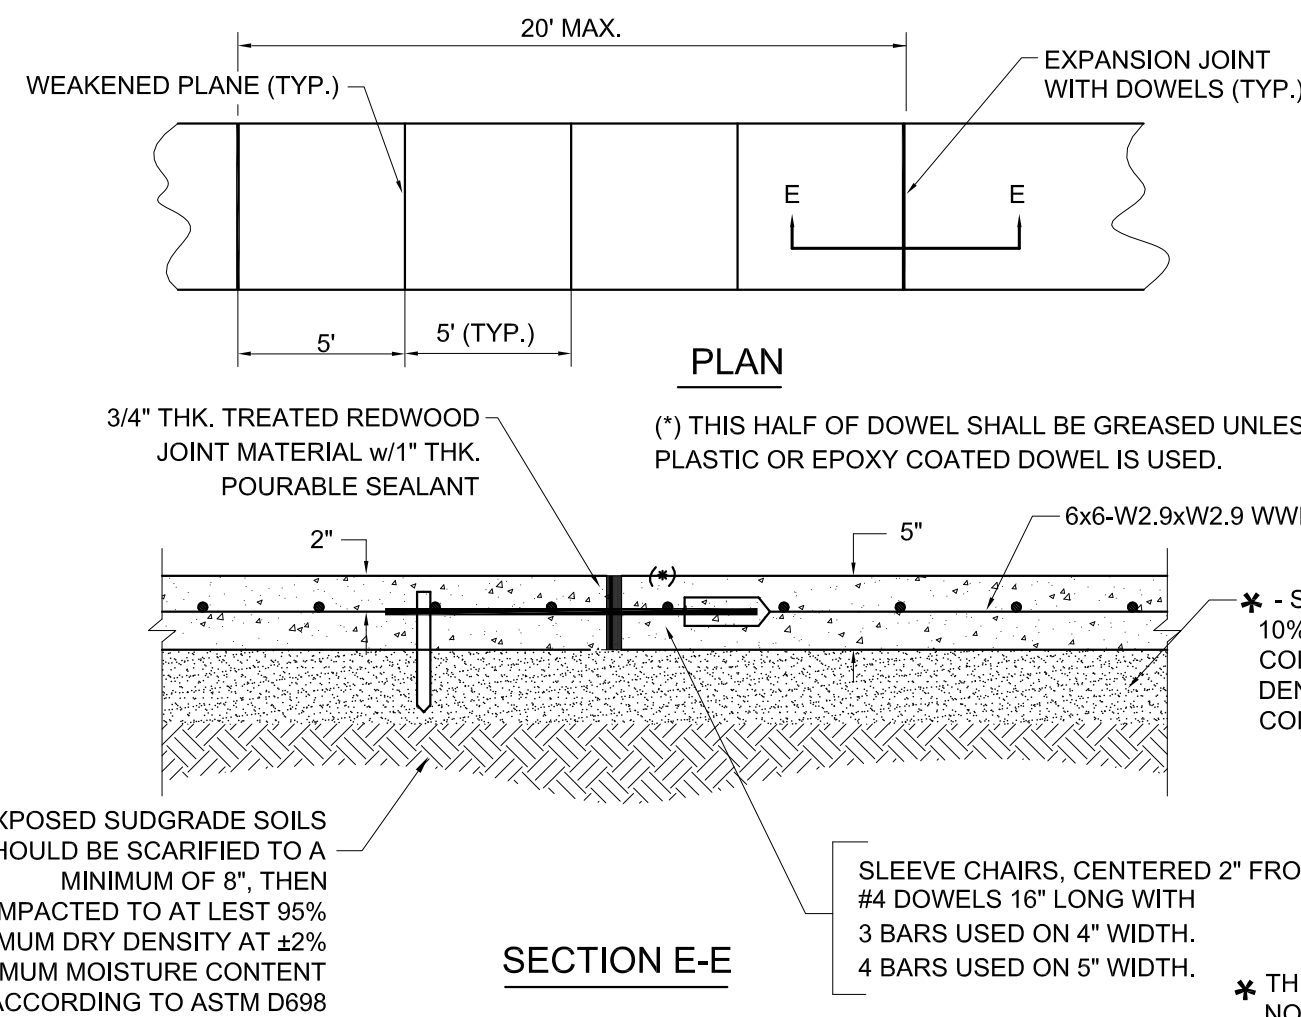 20' MAX.
WEAKENED PLANE (TYP.)
EXPANSION JOINT
WITH DOWELS (TYP.)
E E
5'
5' (TYP.)
PLAN
3/4" THK. TREATED REDWOOD
JOINT MATERIAL w/1" THK.
POURABLE SEALANT
(*) THIS HALF OF DOWEL SHALL BE GREASED UNLES
PLASTIC OR EPOXY COATED DOWEL IS USED.
2"
5"
6x6-W2.9xW2.9 WW
(*)
* - S
10%
CO
DEN
CO
XPOSED SUDGRADE SOILS
HOULD BE SCARIFIED TO A
MINIMUM OF 8", THEN
MPACTED TO AT LEST 95%
MUM DRY DENSITY AT ±2%
MUM MOISTURE CONTENT
ACCORDING TO ASTM D698
SLEEVE CHAIRS, CENTERED 2" FRO
#4 DOWELS 16" LONG WITH
3 BARS USED ON 4" WIDTH.
4 BARS USED ON 5" WIDTH.
SECTION E-E
* TH
NO